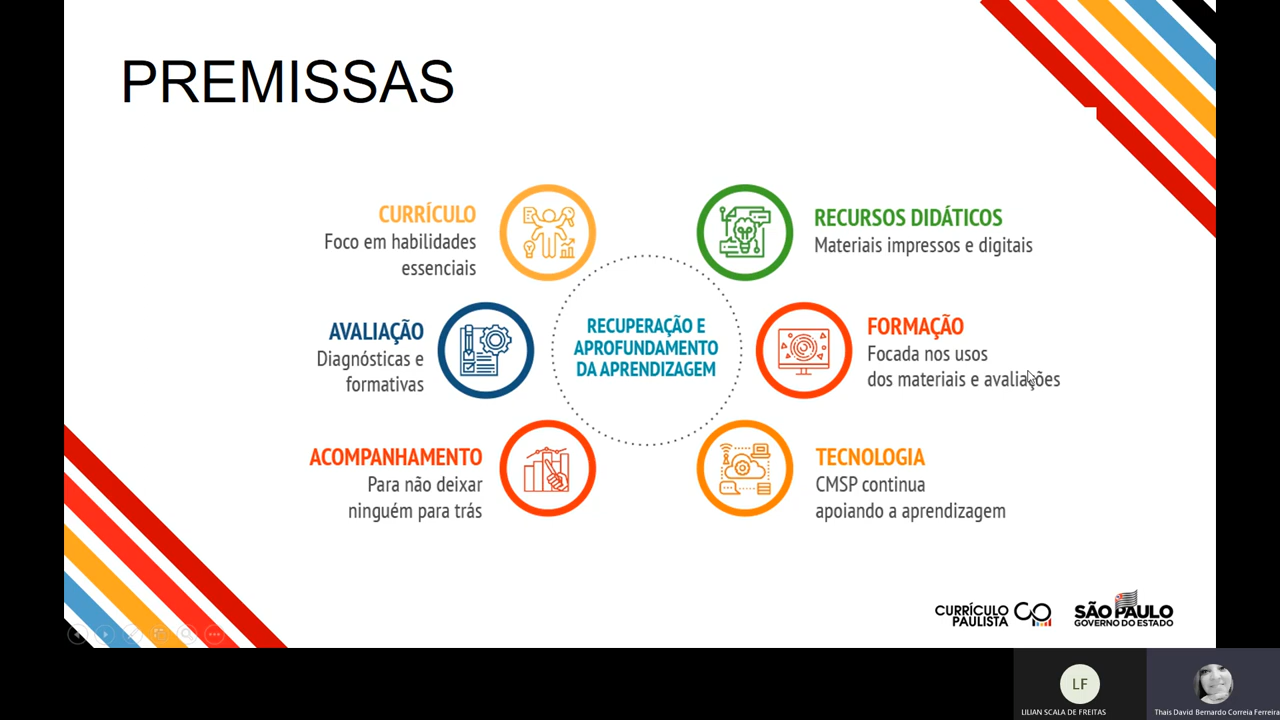 PREMISSAS
CURRÍCULO
Foco em habilidades
essenciais
RECURSOS DIDÁTICOS
Materiais impressos e digitais
AVALIAÇÃO
Diagnósticas e
formativas
RECUPERAÇÃO E
APROFUNDAMENTO
DA APRENDIZAGEM
FORMAÇÃO
Focada nos usos
dos materiais e avaliações
ACOMPANHAMENTO
Para não deixar
ninguém para trás
TECNOLOGIA
CMSP continua
apoiando a aprendizagem
CURRÍCULO
PAULISTA
SÃO PAULO
GOVERNO DO ESTADO
LF
LILIAN SCALA DE FREITAS
Thais David Bernardo Correia Ferreira